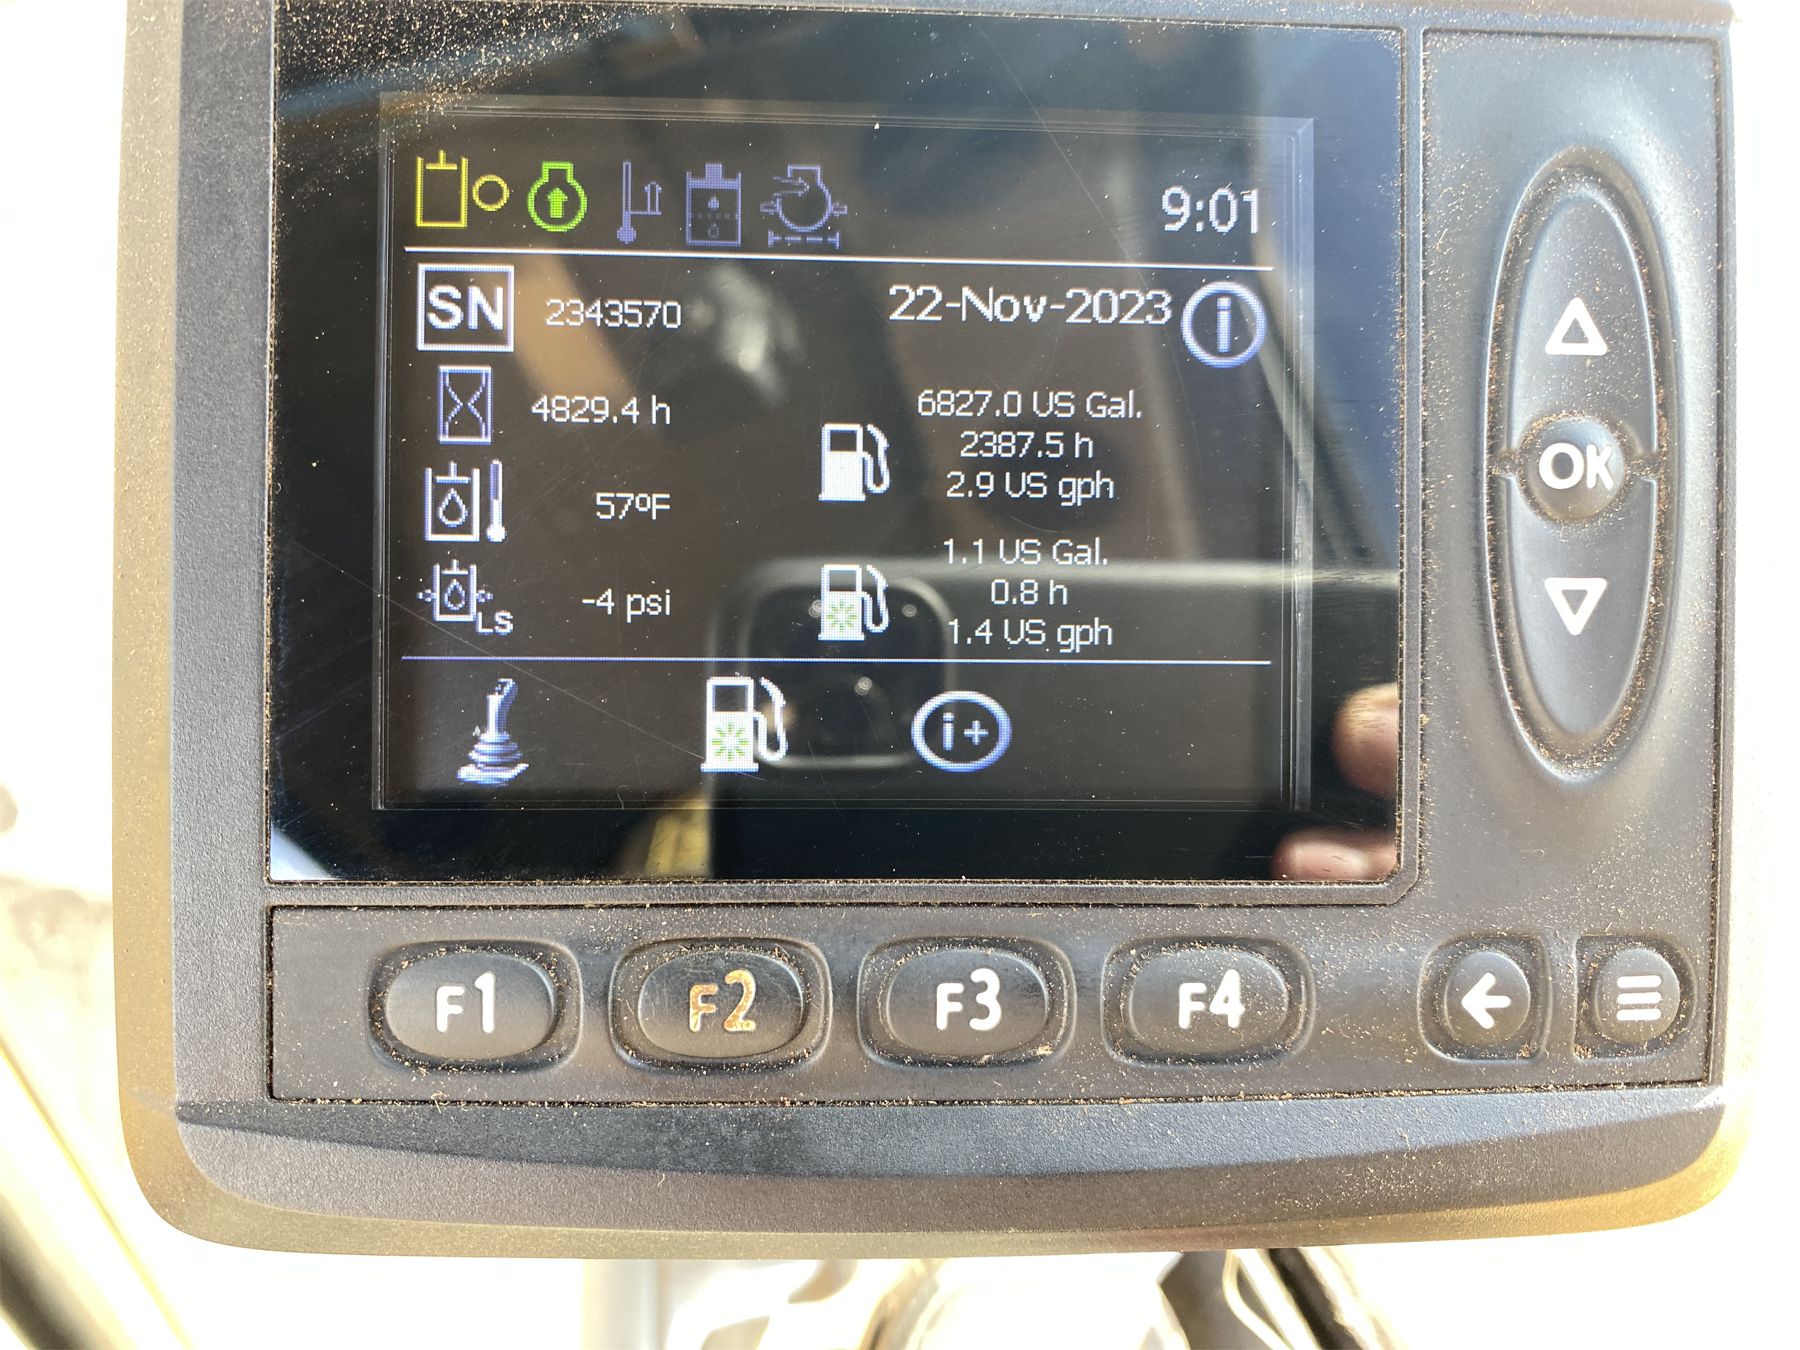 9:01
SN 2343570
22-Nov-2023 i
4829.4 h
6827.0 US Gal.
2387.5 h
2.9 US gph
57ºF
1.1 US Gal.
0.8 h
1.4 US gph
LS -4 psi
i+
OK
F1 F2 F3 F4